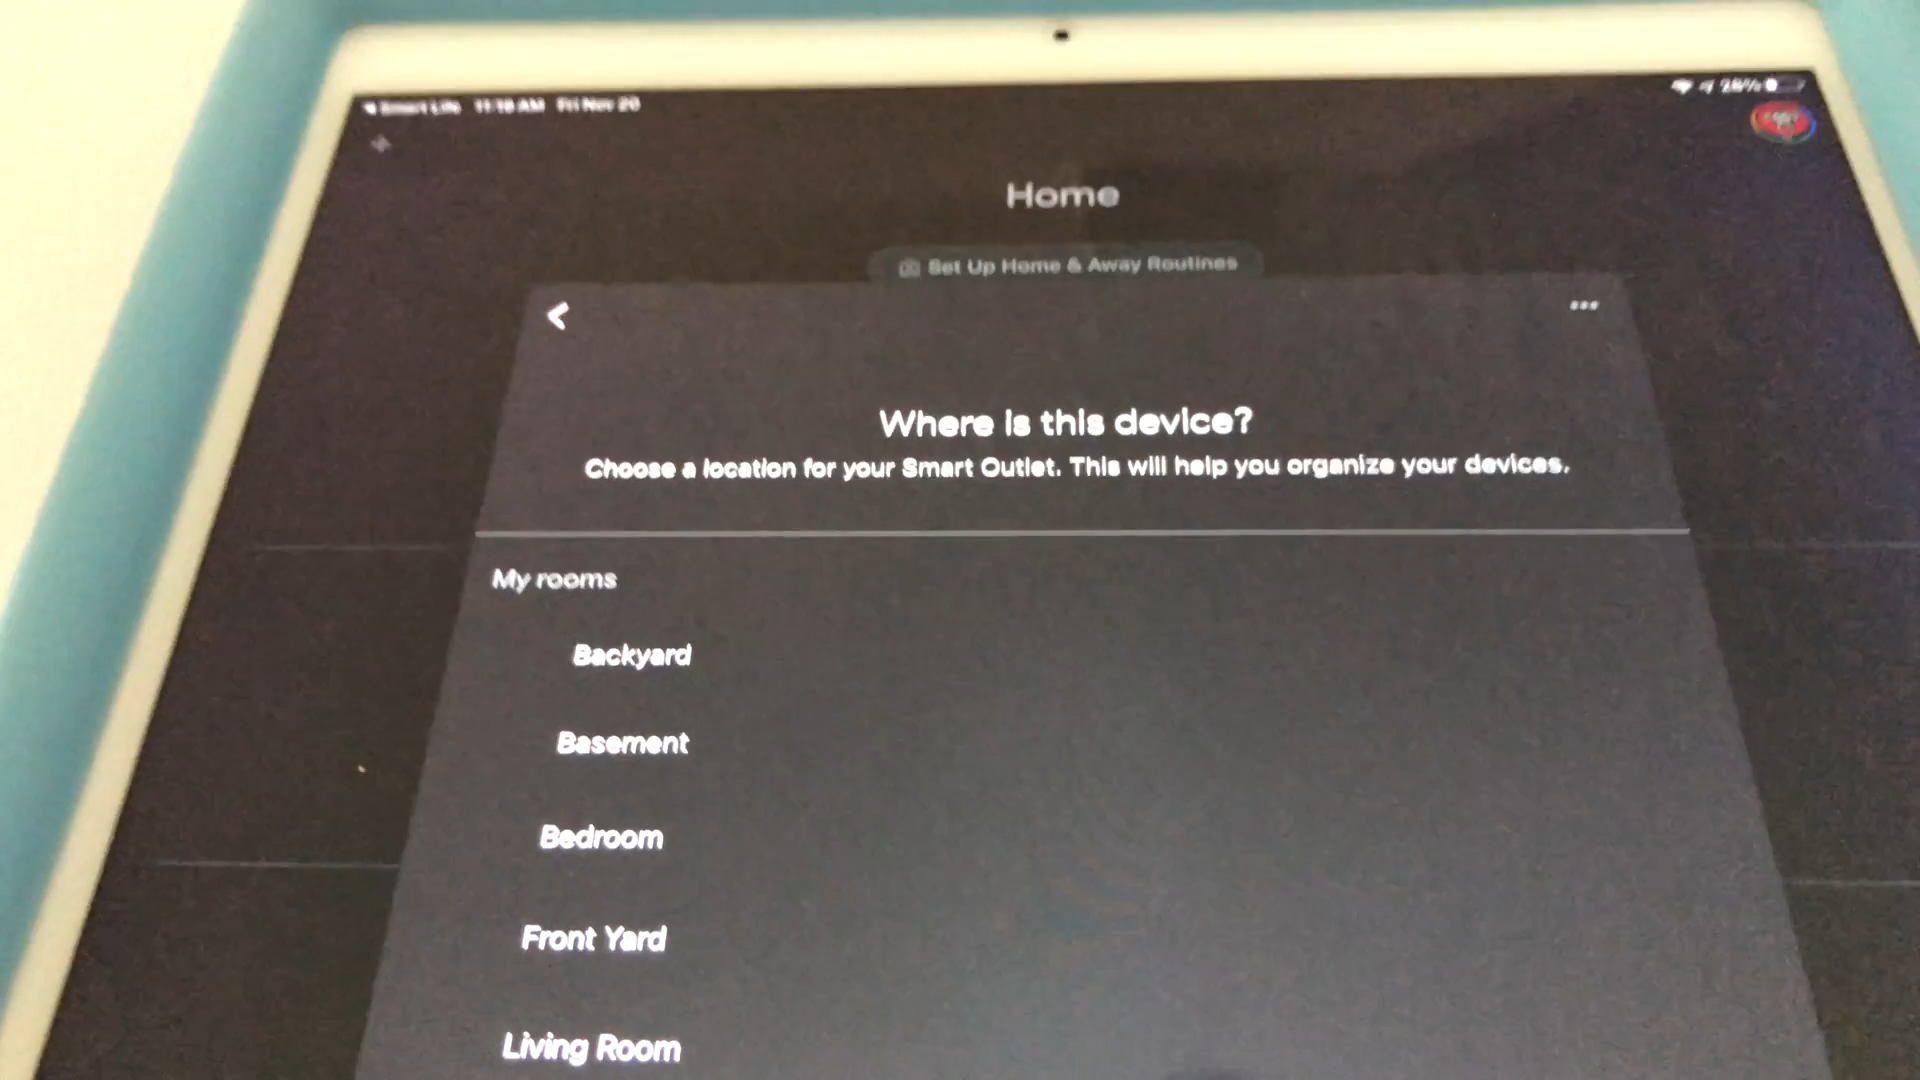 Smart Life 11:18 AM Fri Nov 20 28%
Home
Set Up Home & Away Routines
Where is this device?
Choose a location for your Smart Outlet. This will help you organize your devices.
My rooms
Backyard
Basement
Bedroom
Front Yard
Living Room